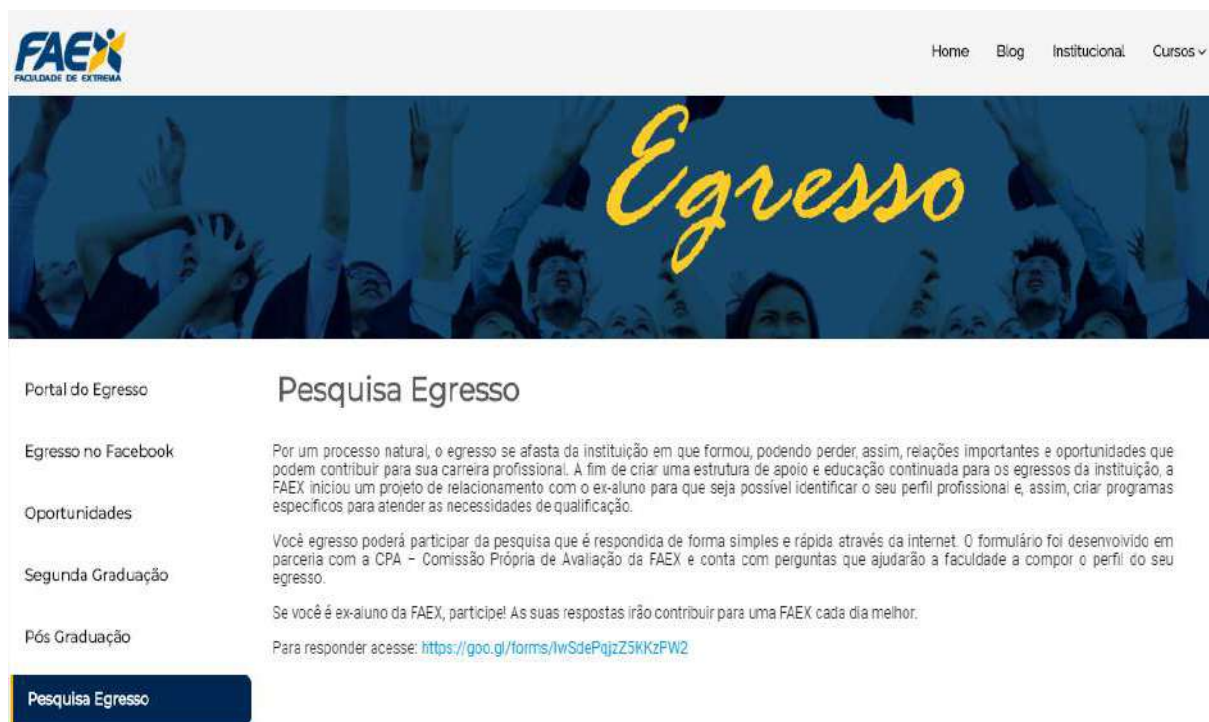 FAEX
FACULDADE DE EXTREMA
Home Blog Institucional Cursos
Egresso
Portal do Egresso
Egresso no Facebook
Oportunidades
Segunda Graduação
Pós Graduação
Pesquisa Egresso
Pesquisa Egresso
Por um processo natural, o egresso se afasta da instituição em que formou, podendo perder, assim, relações importantes e oportunidades que
podem contribuir para sua carreira profissional. A fim de criar uma estrutura de apoio e educação continuada para os egressos da instituição, a
FAEX iniciou um projeto de relacionamento com o ex-aluno para que seja possível identificar o seu perfil profissional e, assim, criar programas
específicos para atender as necessidades de qualificação.
Você egresso poderá participar da pesquisa que é respondida de forma simples e rápida através da internet. O formulário foi desenvolvido em
parceria com a CPA – Comissão Própria de Avaliação da FAEX e conta com perguntas que ajudarão a faculdade a compor o perfil do seu
egresso.
Se você é ex-aluno da FAEX, participe! As suas respostas irão contribuir para uma FAEX cada dia melhor.
Para responder acesse: https://goo.gl/forms/IwSdePqjzZ5KKzPW2